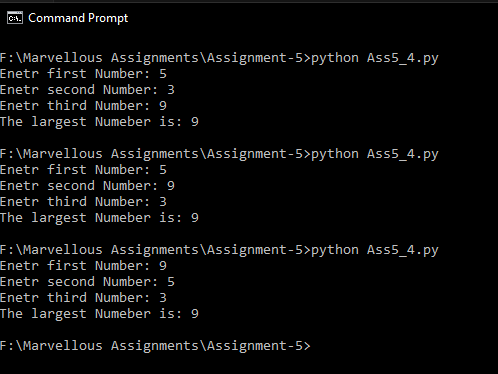 Command Prompt
F:\Marvellous Assignments\Assignment-5>python Ass5_4.py
Enetr first Number: 5
Enetr second Number: 3
Enetr third Number: 9
The largest Numeber is: 9
F:\Marvellous Assignments\Assignment-5>python Ass5_4.py
Enetr first Number: 5
Enetr second Number: 9
Enetr third Number: 3
The largest Numeber is: 9
F:\Marvellous Assignments\Assignment-5>python Ass5_4.py
Enetr first Number: 9
Enetr second Number: 5
Enetr third Number: 3
The largest Numeber is: 9
F:\Marvellous Assignments\Assignment-5>